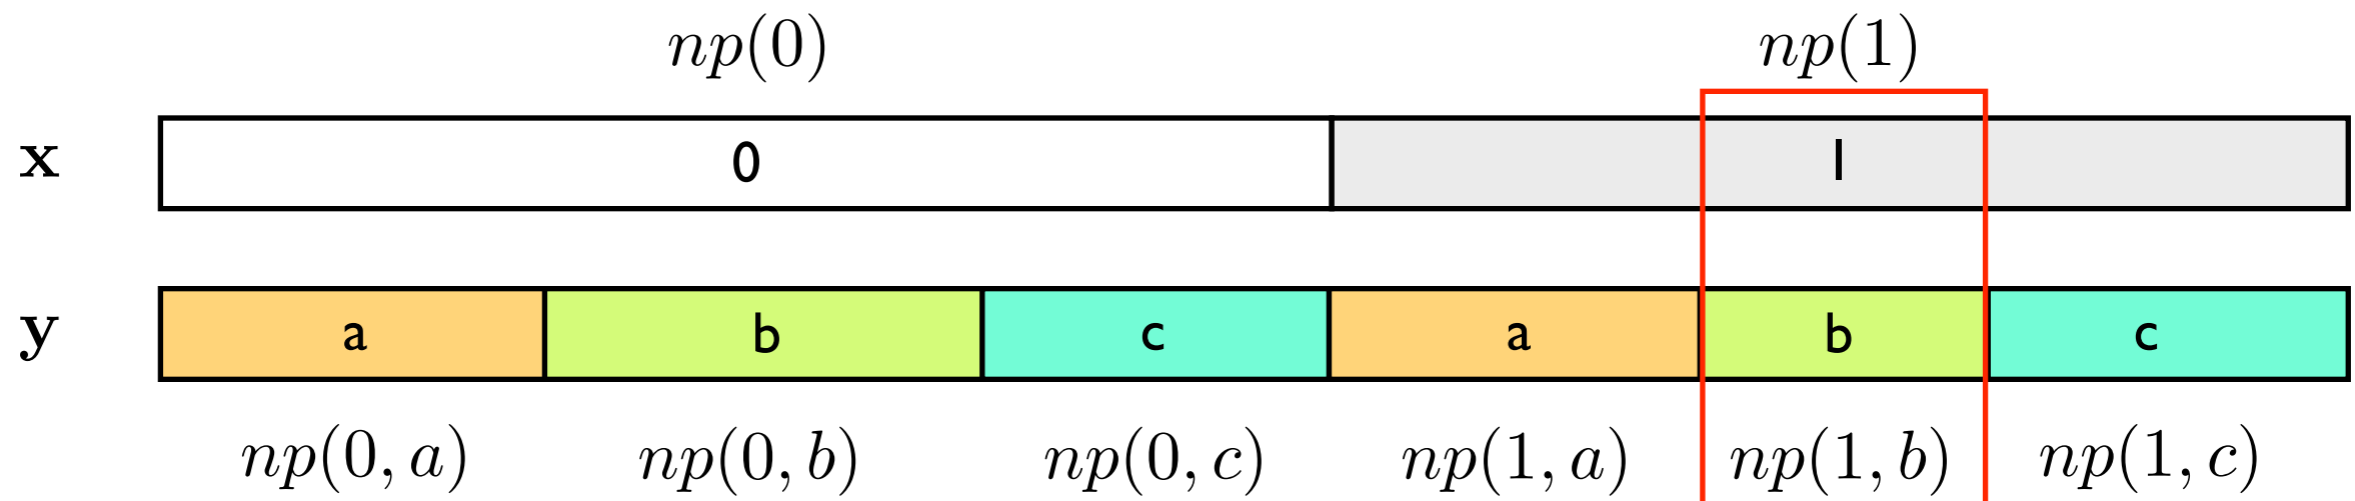 np(0) np(1)
x 0 1
y a b c a b c
np(0, a) np(0, b) np(0, c) np(1, a) np(1, b) np(1, c)